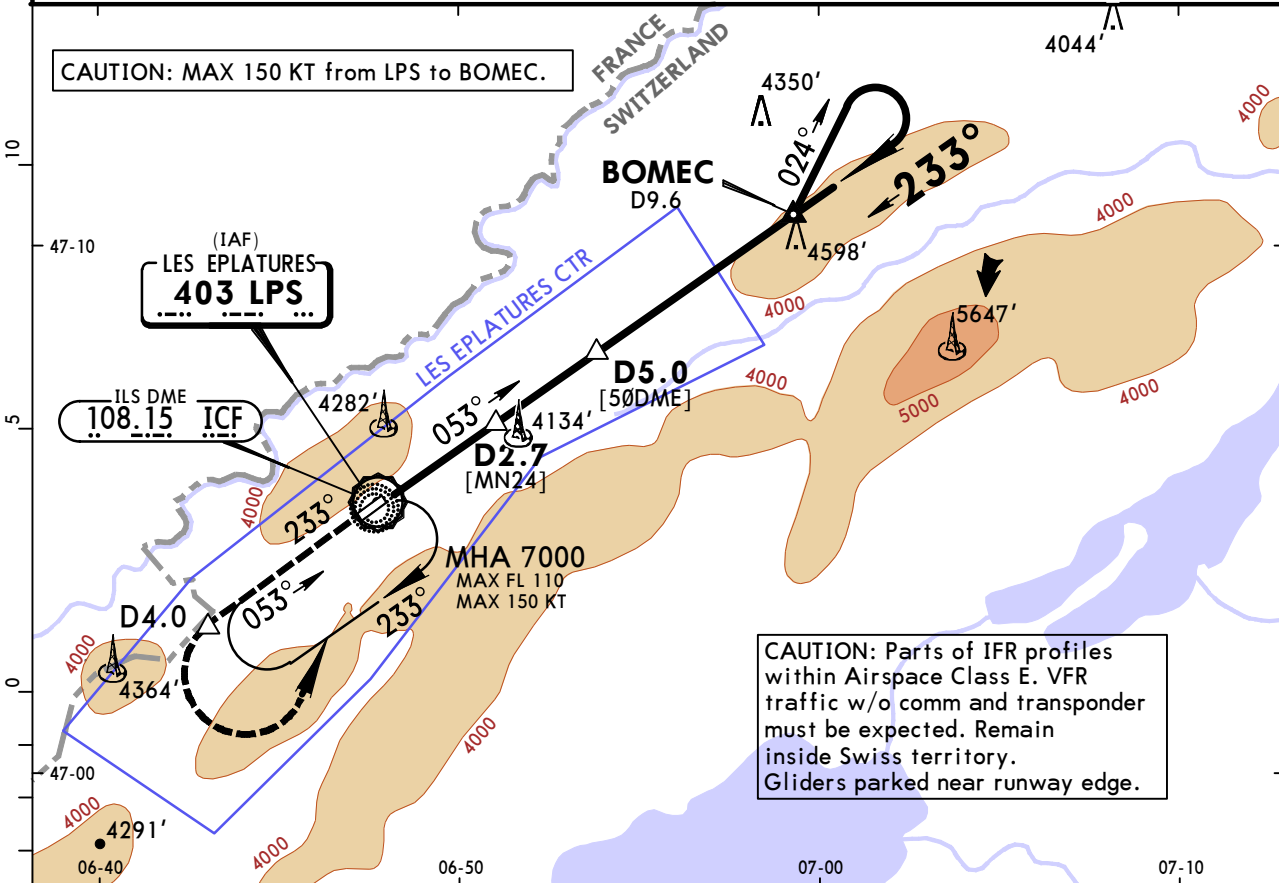 4044'
FRANCE
SWITZERLAND
CAUTION: MAX 150 KT from LPS to BOMEC.
4350'
4000
10
024°
233°
BOMEC
D9.6
4000
47-10
(IAF)
LES EPLATURES
403 LPS
4598'
LES EPLATURES CTR
4000
5647'
D5.0
[5ØDME]
4000
4000
5000
ILS DME
108.15 ICF
4282'
053°
4134'
5
D2.7
[MN24]
4000
233°
MHA 7000
MAX FL 110
MAX 150 KT
053°
233°
D4.0
4000
4364'
0
CAUTION: Parts of IFR profiles
within Airspace Class E. VFR
traffic w/o comm and transponder
must be expected. Remain
inside Swiss territory.
Gliders parked near runway edge.
4000
47-00
4000
4291'
4000
06-40
06-50
07-00
07-10